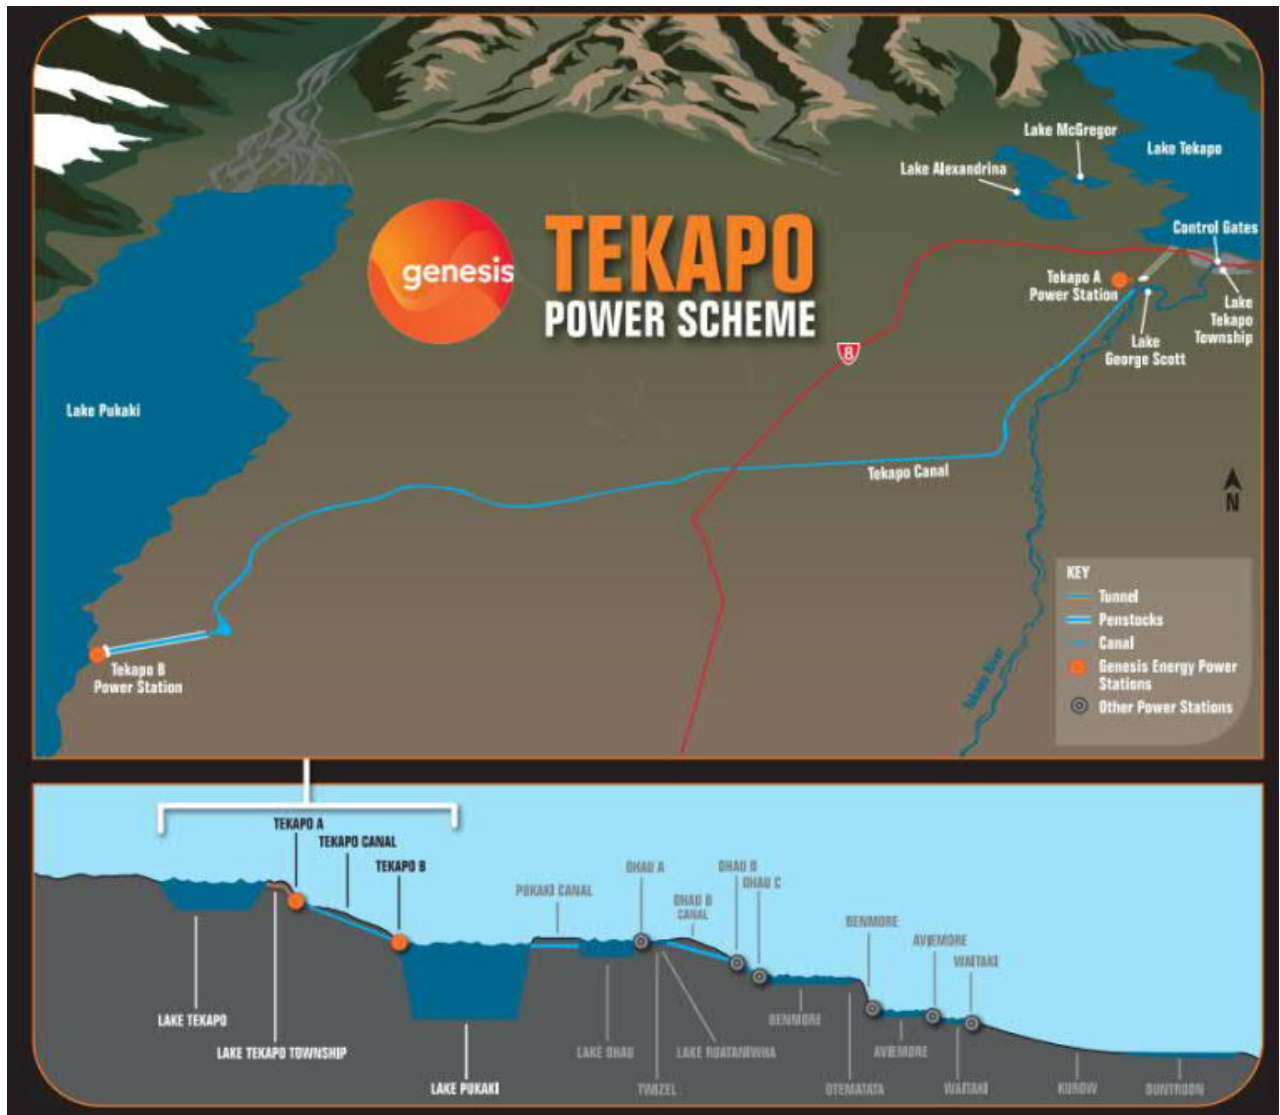 Lake McGregor
Lake Tekapo
Lake Alexandrina
Control Gates
genesis
TEKAPO
POWER SCHEME
Tekapo A
Power Station
Lake
Tekapo
Township
Lake
George Scott
8
Lake Pukaki
Tekapo Canal
N
KEY
Tunnel
Penstocks
Canal
Genesis Energy Power
Stations
Other Power Stations
Tekapo River
Tekapo B
Power Station
TEKAPO A
TEKAPO CANAL
TEKAPO B
PUKAKI CANAL
OHAU A
OHAU B
CANAL
OHAU B
OHAU C
BENMORE
AVIEMORE
WAITAKI
LAKE TEKAPO
LAKE TEKAPO TOWNSHIP
LAKE PUKAKI
LAKE OHAU
TWIZEL
LAKE RUATANIWHA
BENMORE
OTEMATATA
AVIEMORE
WAITAKI
KUROW
DUNTROON